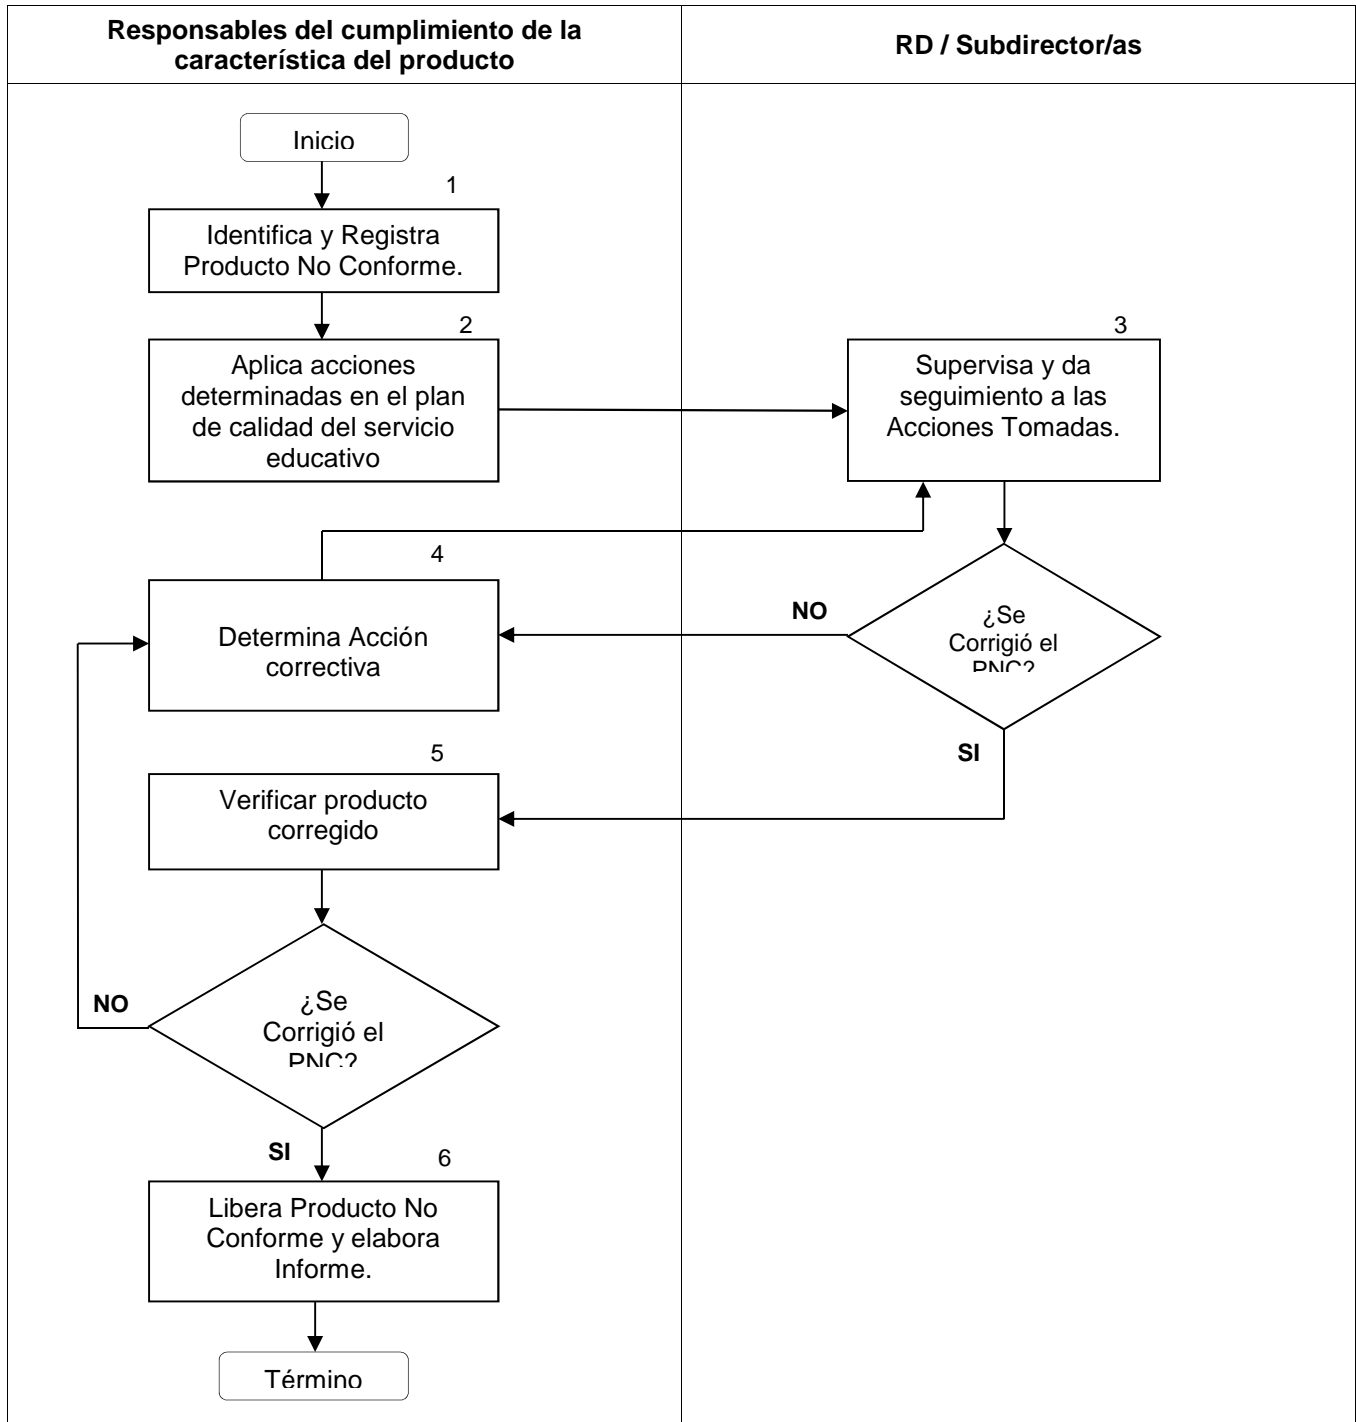 Responsables del cumplimiento de la
característica del producto
RD / Subdirector/as
Inicio
1
Identifica y Registra
Producto No Conforme.
2
Aplica acciones
determinadas en el plan
de calidad del servicio
educativo
3
Supervisa y da
seguimiento a las
Acciones Tomadas.
4
Determina Acción
correctiva
NO
¿Se
Corrigió el
PNC?
SI
5
Verificar producto
corregido
NO
¿Se
Corrigió el
PNC?
SI
6
Libera Producto No
Conforme y elabora
Informe.
Término